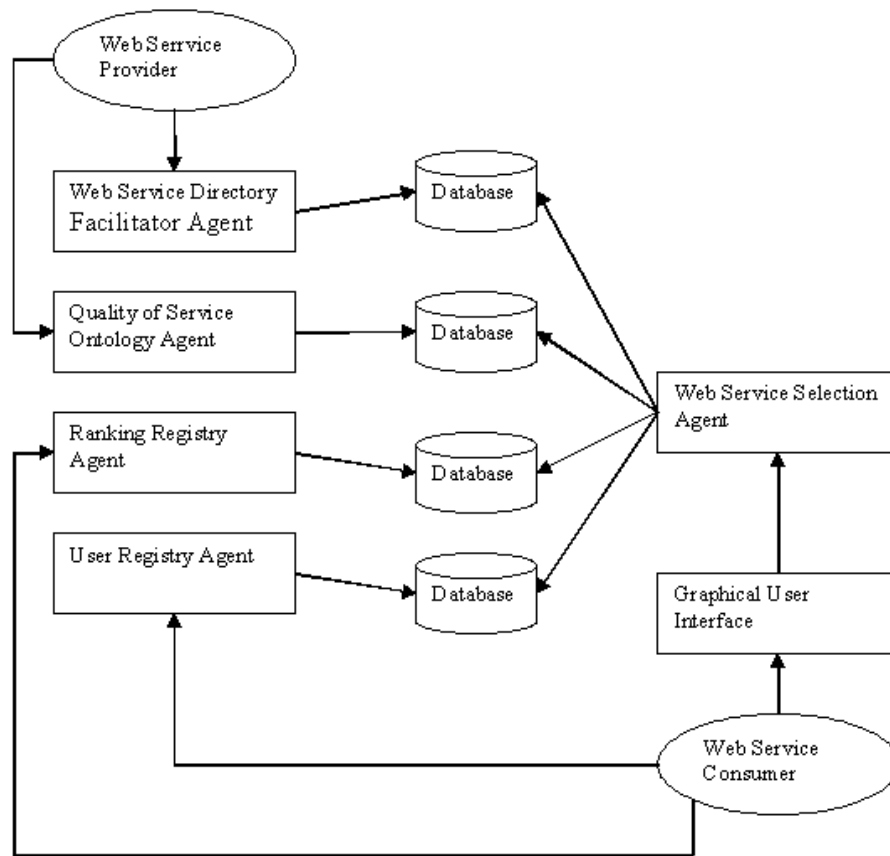 Web Serrvice
Provider
Web Service Directory
Facilitator Agent
Database
Quality of Service
Ontology Agent
Database
Web Service Selection
Agent
Ranking Registry
Agent
Database
User Registry Agent
Database
Graphical User
Interface
Web Service
Consumer